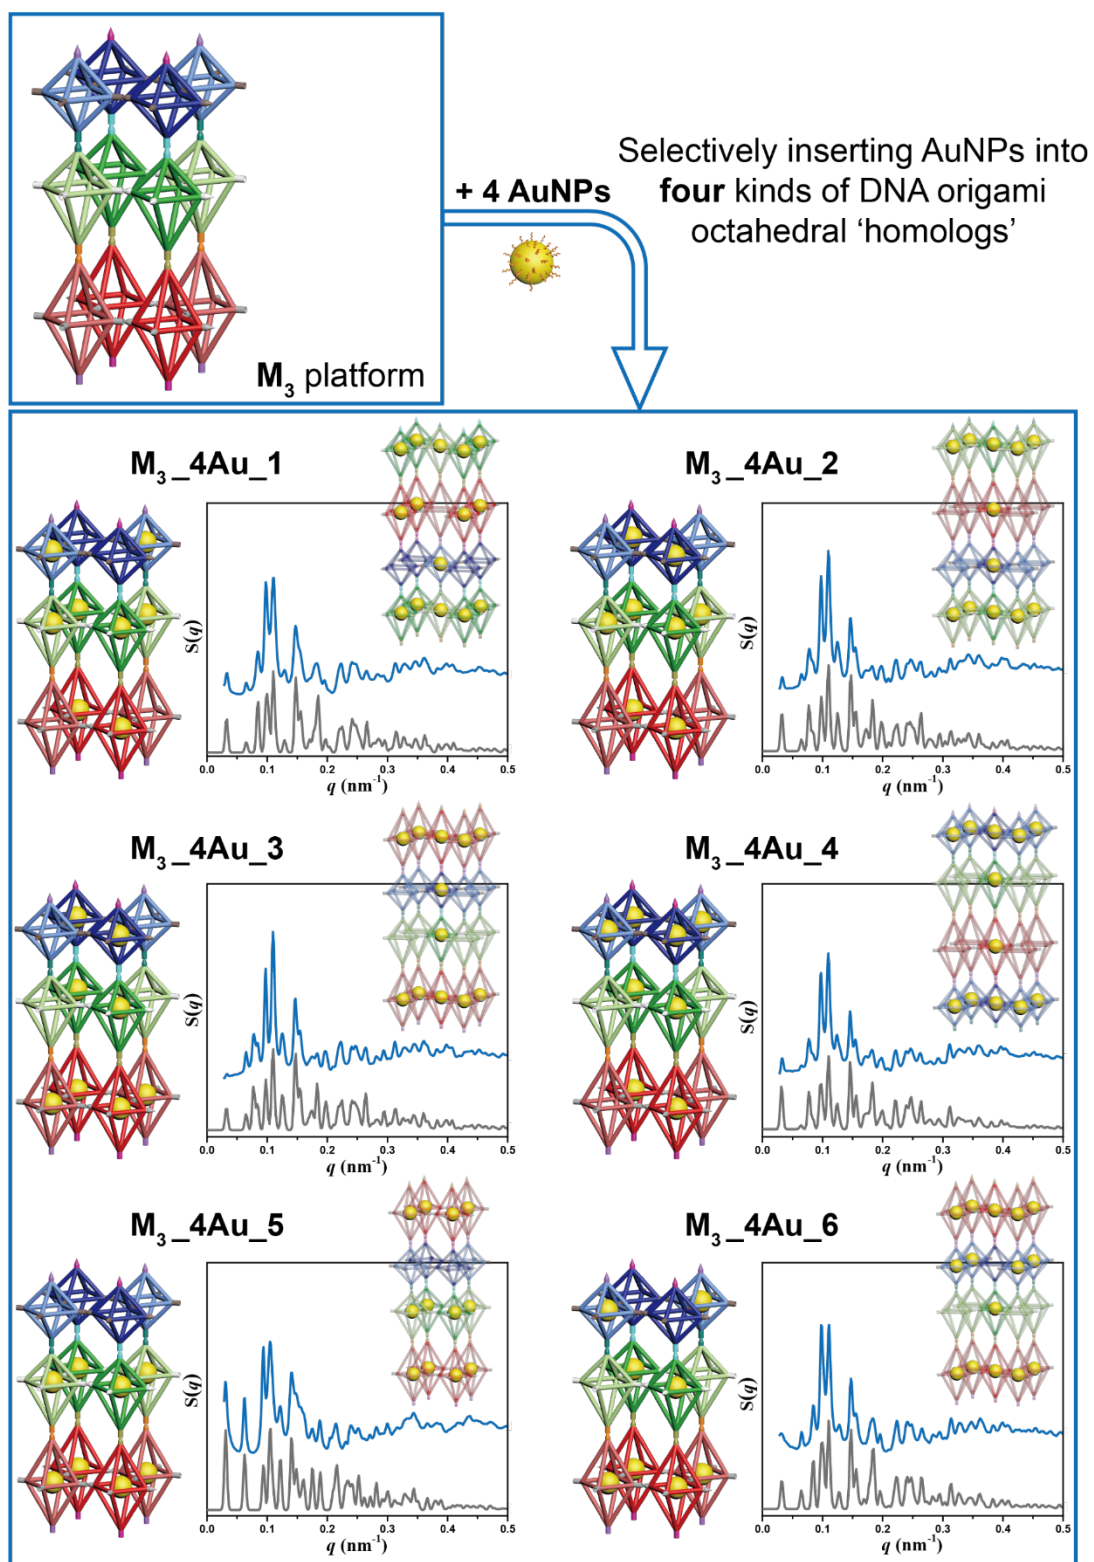 Selectively inserting AuNPs into
+ 4 AuNPs
four kinds of DNA origami
octahedral ‘homologs’
M₃ platform
M₃_4Au_1
S(q)
0.0 0.1 0.2 0.3 0.4 0.5
q (nm⁻¹)
M₃_4Au_2
S(q)
0.0 0.1 0.2 0.3 0.4 0.5
q (nm⁻¹)
M₃_4Au_3
S(q)
0.0 0.1 0.2 0.3 0.4 0.5
q (nm⁻¹)
M₃_4Au_4
S(q)
0.0 0.1 0.2 0.3 0.4 0.5
q (nm⁻¹)
M₃_4Au_5
S(q)
0.0 0.1 0.2 0.3 0.4 0.5
q (nm⁻¹)
M₃_4Au_6
S(q)
0.0 0.1 0.2 0.3 0.4 0.5
q (nm⁻¹)